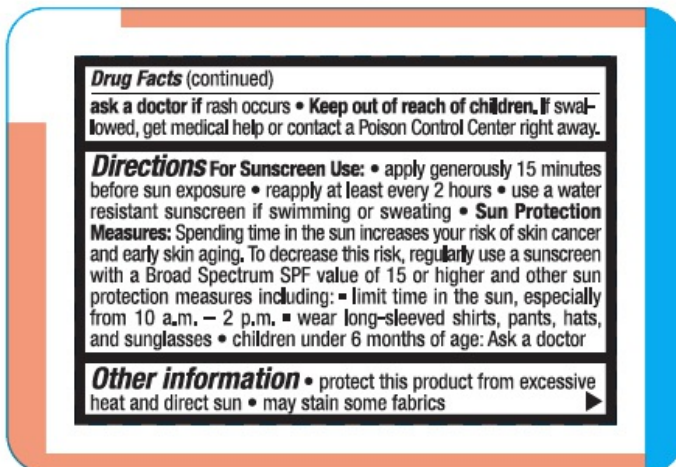 Drug Facts (continued)
ask a doctor if rash occurs • Keep out of reach of children. If swal-
lowed, get medical help or contact a Poison Control Center right away.
Directions For Sunscreen Use: • apply generously 15 minutes
before sun exposure • reapply at least every 2 hours • use a water
resistant sunscreen if swimming or sweating • Sun Protection
Measures: Spending time in the sun increases your risk of skin cancer
and early skin aging. To decrease this risk, regularly use a sunscreen
with a Broad Spectrum SPF value of 15 or higher and other sun
protection measures including: ▪ limit time in the sun, especially
from 10 a.m. – 2 p.m. ▪ wear long-sleeved shirts, pants, hats,
and sunglasses • children under 6 months of age: Ask a doctor
Other information • protect this product from excessive
heat and direct sun • may stain some fabrics